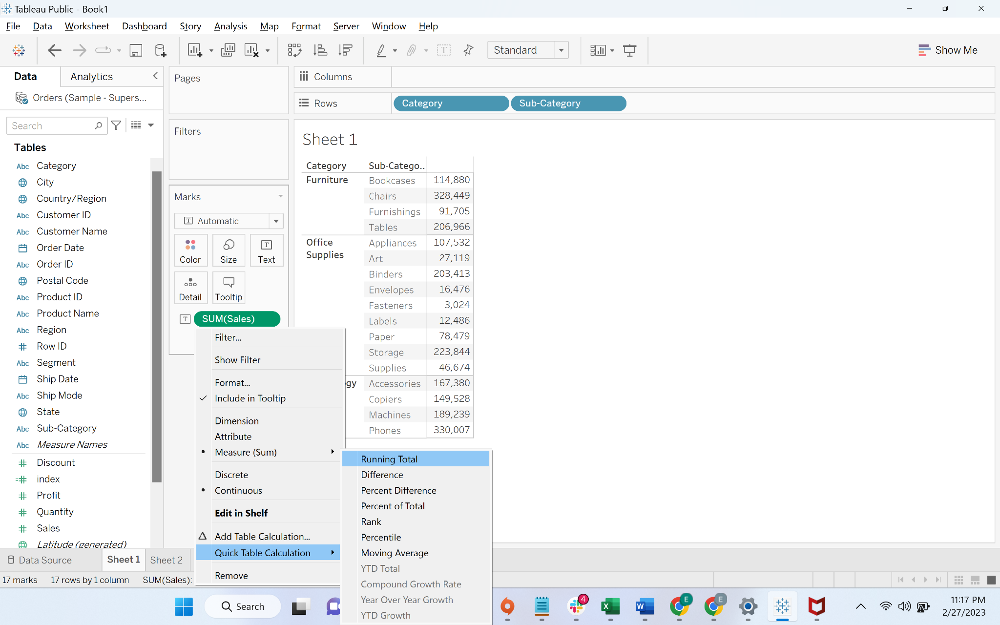 Tableau Public - Book1
File Data Worksheet Dashboard Story Analysis Map Format Server Window Help
Standard
Show Me
Data
Analytics
Orders (Sample - Supers...
Search
Tables
Abc Category
City
Country/Region
Abc Customer ID
Abc Customer Name
Order Date
Abc Order ID
Postal Code
Abc Product ID
Abc Product Name
Abc Region
# Row ID
Abc Segment
Ship Date
Abc Ship Mode
State
Abc Sub-Category
Abc Measure Names
# Discount
=# index
# Profit
# Quantity
# Sales
Latitude (generated)
Pages
Filters
Marks
T Automatic
Color
Size
T Text
Detail
Tooltip
T SUM(Sales)
Columns
Rows Category Sub-Category
Sheet 1
Category Sub-Catego..
Furniture Bookcases 114,880
Chairs 328,449
Furnishings 91,705
Tables 206,966
Office Supplies Appliances 107,532
Art 27,119
Binders 203,413
Envelopes 16,476
Fasteners 3,024
Labels 12,486
Paper 78,479
Storage 223,844
Supplies 46,674
gy Accessories 167,380
Copiers 149,528
Machines 189,239
Phones 330,007
Filter...
Show Filter
Format...
Include in Tooltip
Dimension
Attribute
Measure (Sum)
Discrete
Continuous
Edit in Shelf
Add Table Calculation...
Quick Table Calculation
Remove
Running Total
Difference
Percent Difference
Percent of Total
Rank
Percentile
Moving Average
YTD Total
Compound Growth Rate
Year Over Year Growth
YTD Growth
Data Source Sheet 1 Sheet 2
17 marks 17 rows by 1 column SUM(Sales):
Search
4
X
W
E
E
11:17 PM
2/27/2023